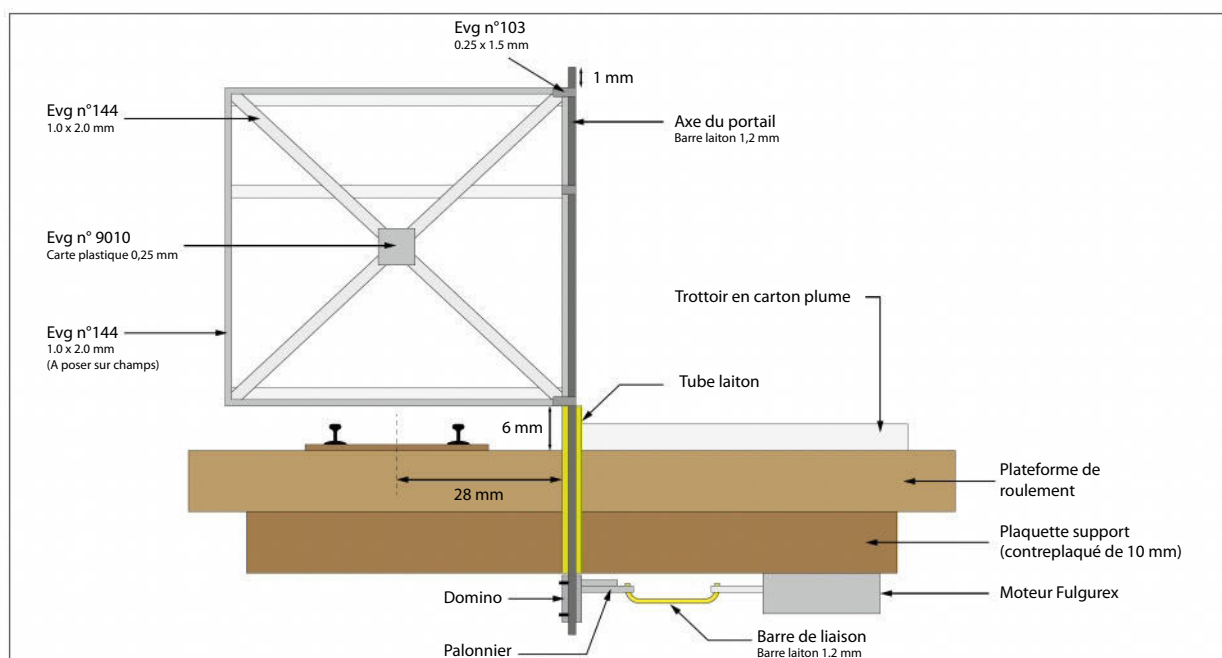 Evg n°103
0.25 x 1.5 mm
1 mm
Evg n°144
1.0 x 2.0 mm
Axe du portail
Barre laiton 1,2 mm
Evg n° 9010
Carte plastique 0,25 mm
Trottoir en carton plume
Evg n°144
1.0 x 2.0 mm
(A poser sur champs)
Tube laiton
6 mm
28 mm
Plateforme de
roulement
Plaquette support
(contreplaqué de 10 mm)
Domino
Moteur Fulgurex
Palonnier
Barre de liaison
Barre laiton 1.2 mm